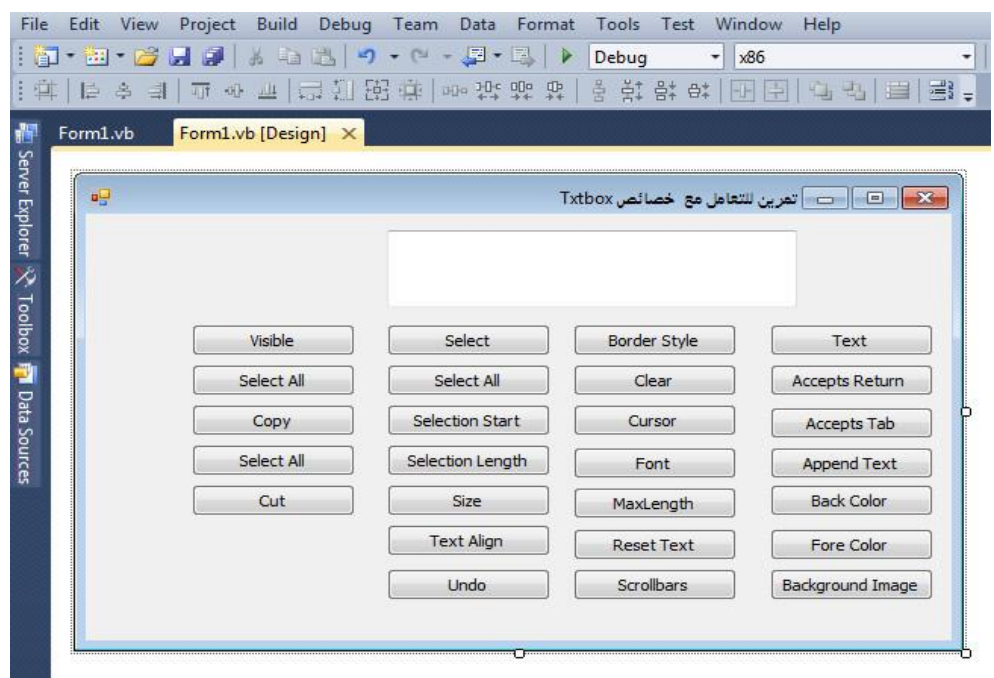 File Edit View Project Build Debug Team Data Format Tools Test Window Help
Debug x86
Form1.vb Form1.vb [Design]
Server Explorer
Toolbox
Data Sources
تمرين للتعامل مع خصائص Txtbox
Visible Select Border Style Text
Select All Select All Clear Accepts Return
Copy Selection Start Cursor Accepts Tab
Select All Selection Length Font Append Text
Cut Size MaxLength Back Color
Text Align Reset Text Fore Color
Undo Scrollbars Background Image